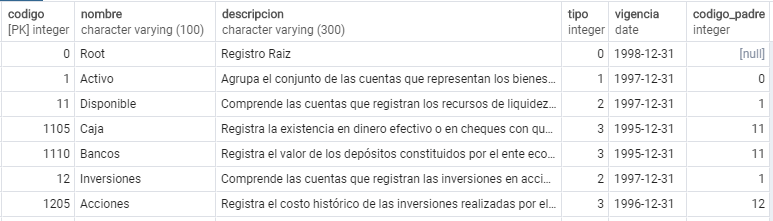 codigo nombre descripcion tipo vigencia codigo_padre
[PK] integer character varying (100) character varying (300) integer date integer
0 Root Registro Raiz 0 1998-12-31 [null]
1 Activo Agrupa el conjunto de las cuentas que representan los bienes... 1 1997-12-31 0
11 Disponible Comprende las cuentas que registran los recursos de liquidez... 2 1997-12-31 1
1105 Caja Registra la existencia en dinero efectivo o en cheques con qu... 3 1995-12-31 11
1110 Bancos Registra el valor de los depósitos constituidos por el ente eco... 3 1995-12-31 11
12 Inversiones Comprende las cuentas que registran las inversiones en acci... 2 1997-12-31 1
1205 Acciones Registra el costo histórico de las inversiones realizadas por el... 3 1996-12-31 12